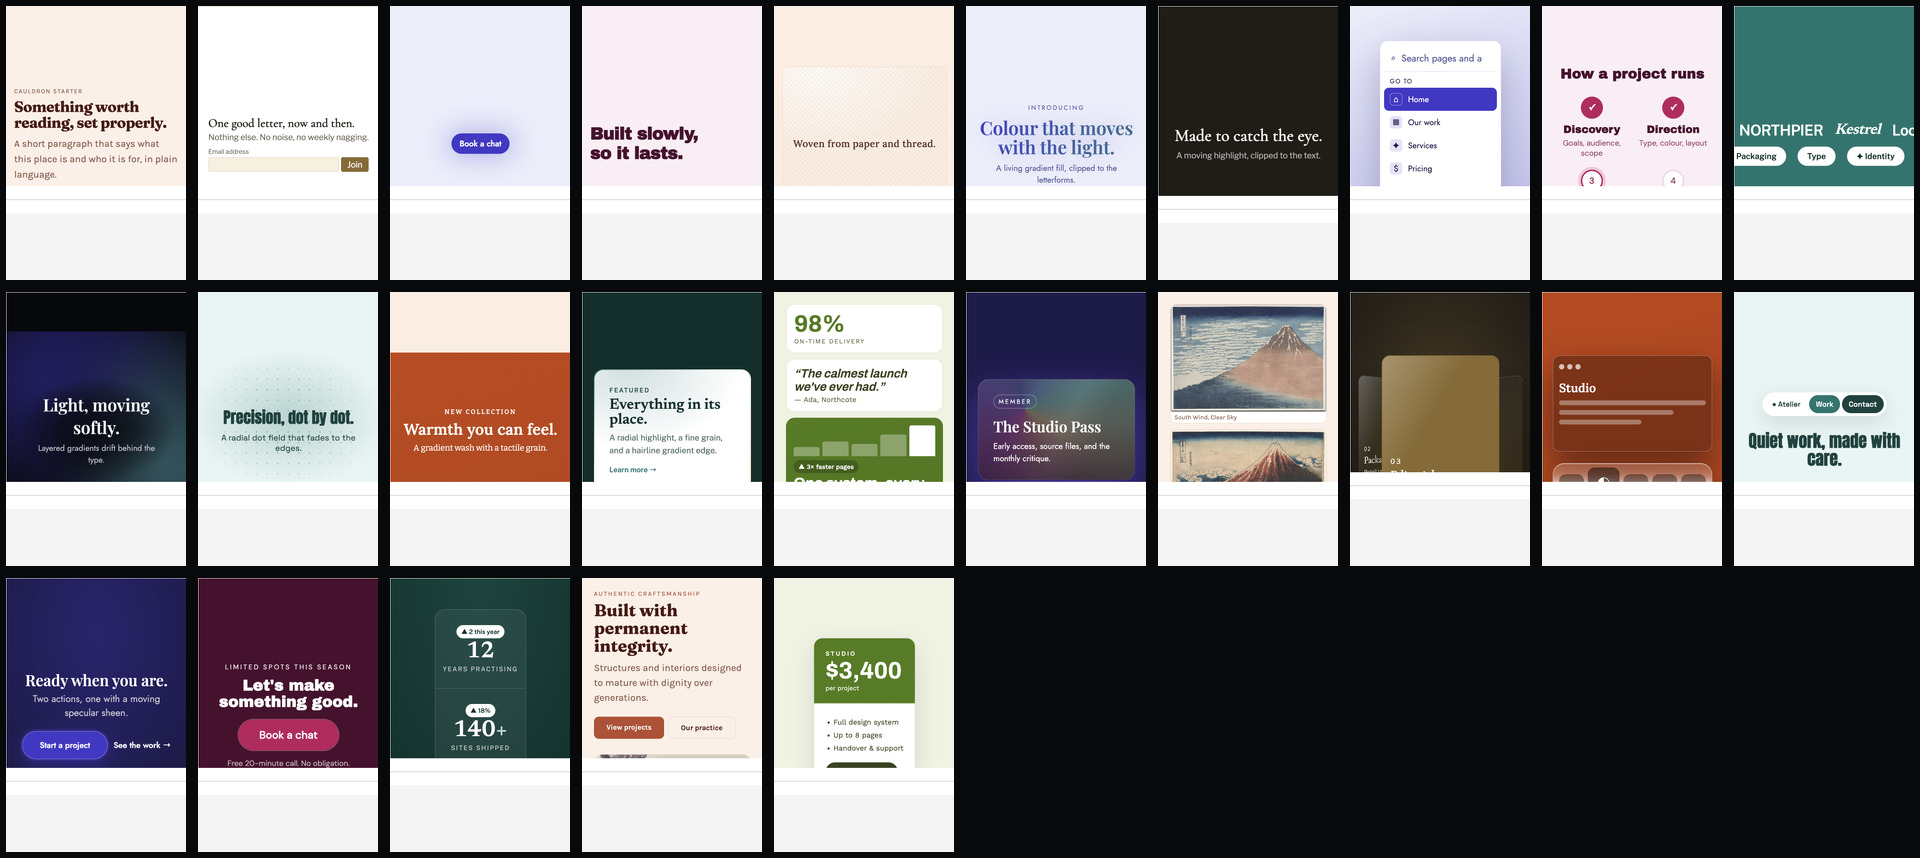 CAULDRON STARTER
Something worth
reading, set properly.
A short paragraph that says what
this place is and who it is for, in plain
language.
One good letter, now and then.
Nothing else. No noise, no weekly nagging.
Email address
Join
Book a chat
Built slowly,
so it lasts.
Woven from paper and thread.
INTRODUCING
Colour that moves
with the light.
A living gradient fill, clipped to the
letterforms.
Made to catch the eye.
A moving highlight, clipped to the text.
Search pages and a
GO TO
Home
Our work
Services
$ Pricing
How a project runs
✓ ✓
Discovery Direction
Goals, audience, Type, colour, layout
scope
3 4
NORTHPIER Kestrel Loc
Packaging Type ✦ Identity
Light, moving
softly.
Layered gradients drift behind the
type.
Precision, dot by dot.
A radial dot field that fades to the
edges.
NEW COLLECTION
Warmth you can feel.
A gradient wash with a tactile grain.
FEATURED
Everything in its
place.
A radial highlight, a fine grain,
and a hairline gradient edge.
Learn more →
98%
ON-TIME DELIVERY
“The calmest launch
we've ever had.”
— Ada, Northcote
▲ 3× faster pages
One system, every
MEMBER
The Studio Pass
Early access, source files, and the
monthly critique.
South Wind, Clear Sky
02
Packa
03
Studio
• Atelier Work Contact
Quiet work, made with
care.
Ready when you are.
Two actions, one with a moving
specular sheen.
Start a project See the work →
LIMITED SPOTS THIS SEASON
Let's make
something good.
Book a chat
Free 20-minute call. No obligation.
▲ 2 this year
12
YEARS PRACTISING
▲ 18%
140+
SITES SHIPPED
AUTHENTIC CRAFTSMANSHIP
Built with
permanent
integrity.
Structures and interiors designed
to mature with dignity over
generations.
View projects Our practice
STUDIO
$3,400
per project
• Full design system
• Up to 8 pages
• Handover & support